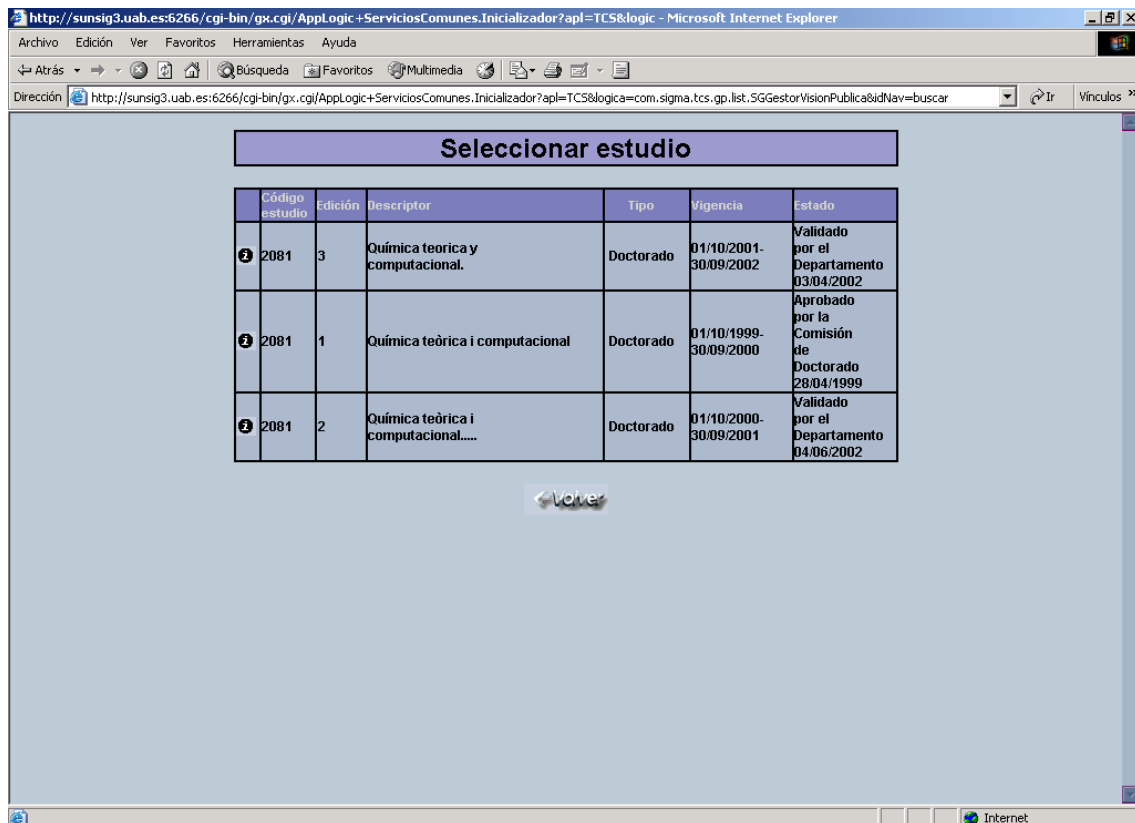 http://sunsig3.uab.es:6266/cgi-bin/gx.cgi/AppLogic+ServiciosComunes.Inicializador?apl=TCS&logic - Microsoft Internet Explorer
Archivo Edición Ver Favoritos Herramientas Ayuda
Atrás Búsqueda Favoritos Multimedia
Dirección http://sunsig3.uab.es:6266/cgi-bin/gx.cgi/AppLogic+ServiciosComunes.Inicializador?apl=TCS&logica=com.sigma.tcs.gp.list.SGGestorVisionPublica&idNav=buscar Ir Vínculos »
Seleccionar estudio
Código
estudio
Edición
Descriptor
Tipo
Vigencia
Estado
2081
3
Química teorica y
computacional.
Doctorado
01/10/2001-
30/09/2002
Validado
por el
Departamento
03/04/2002
2081
1
Química teòrica i computacional
Doctorado
01/10/1999-
30/09/2000
Aprobado
por la
Comisión
de
Doctorado
28/04/1999
2081
2
Química teòrica i
computacional.....
Doctorado
01/10/2000-
30/09/2001
Validado
por el
Departamento
04/06/2002
Volver
Internet